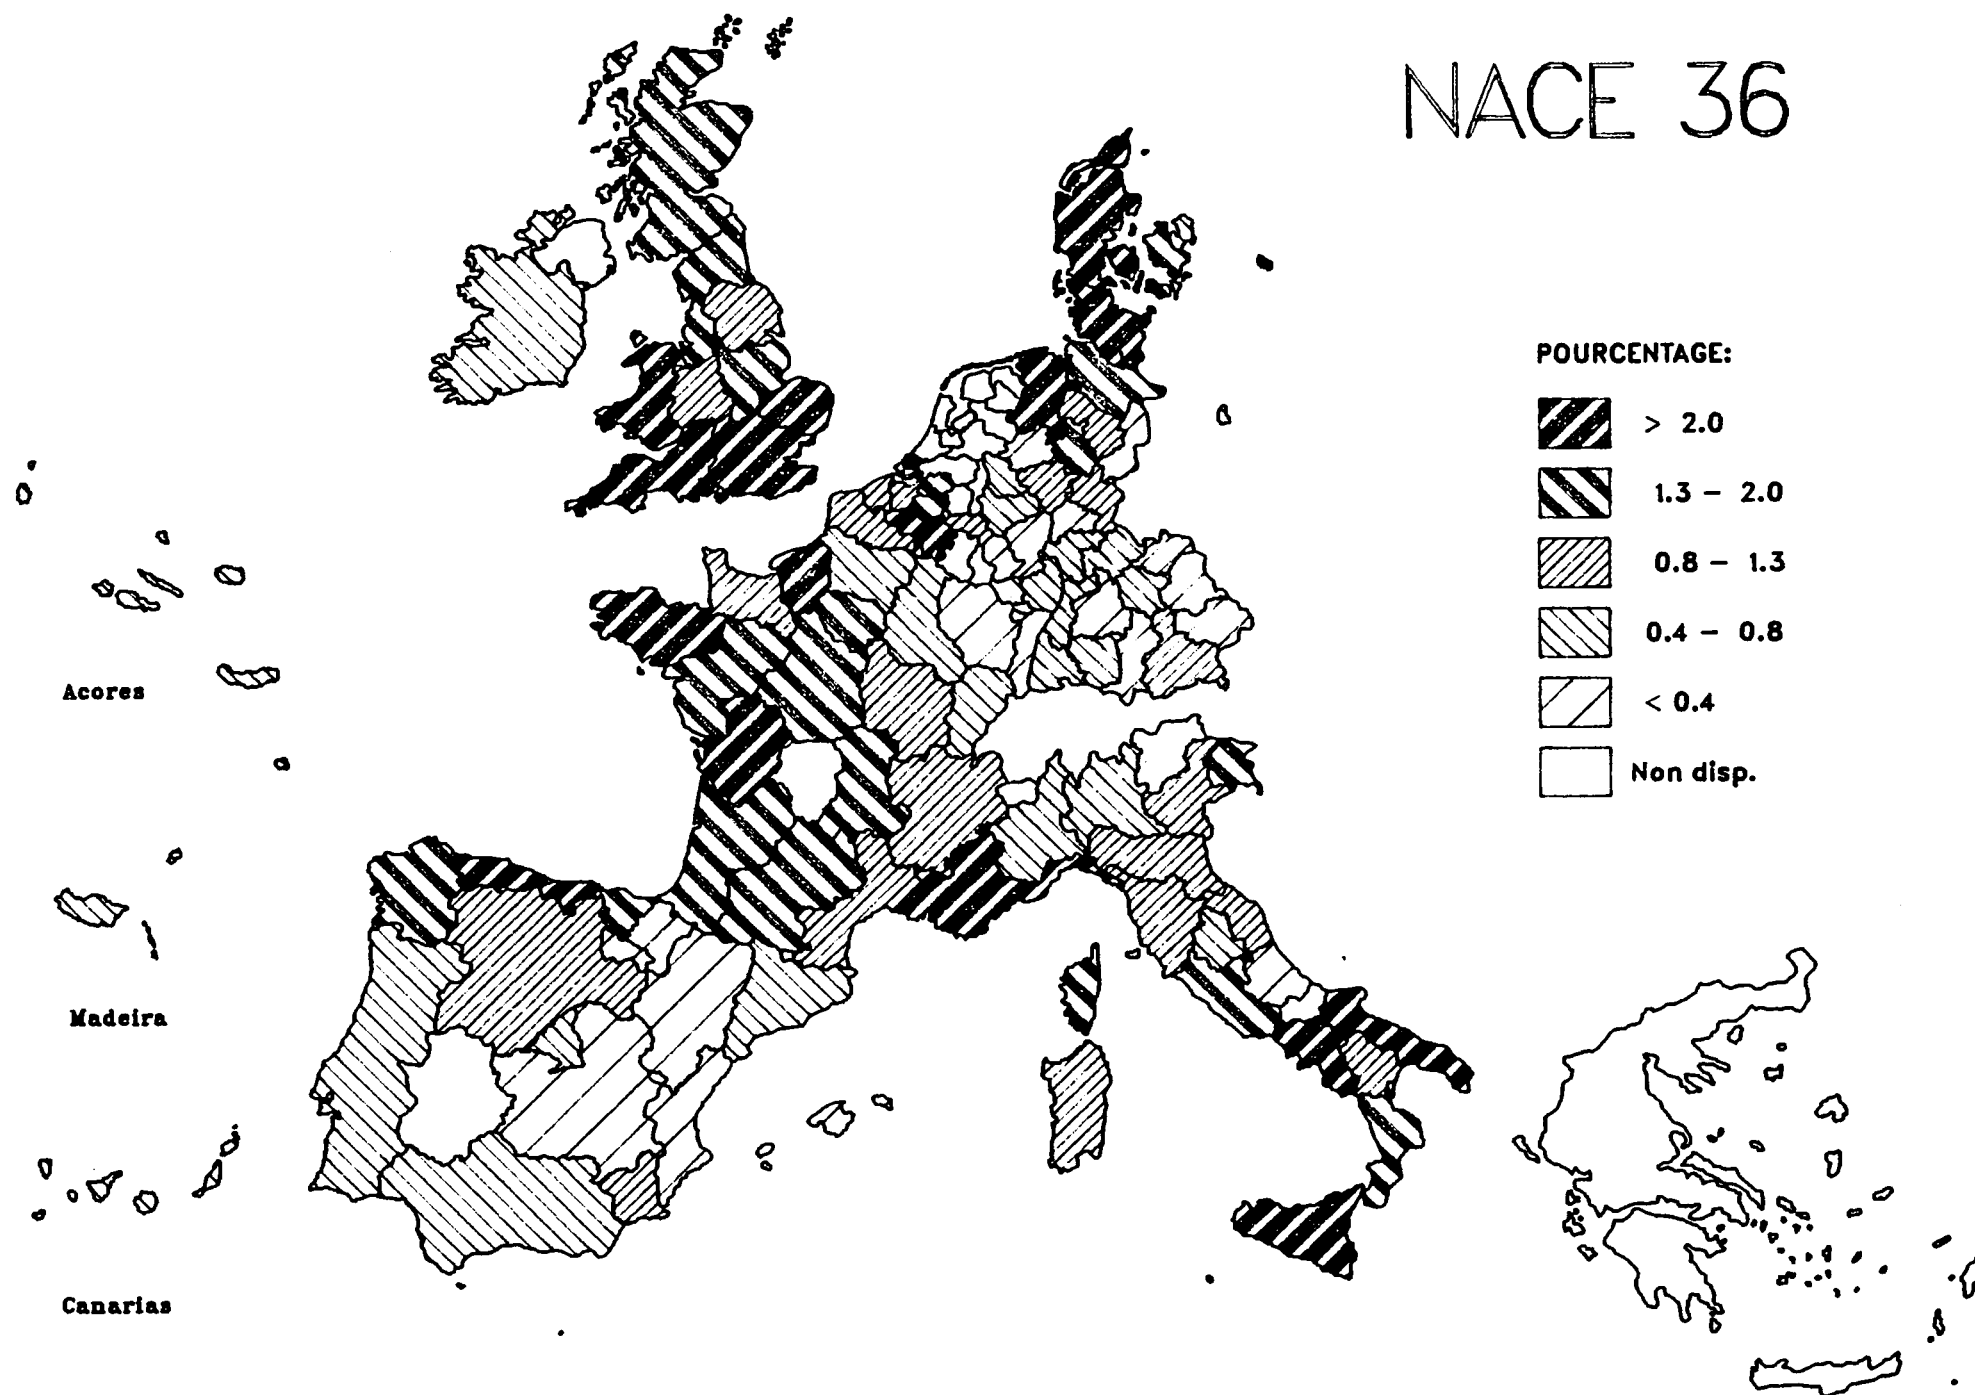 NACE 36
POURCENTAGE:
> 2.0
1.3 – 2.0
0.8 – 1.3
0.4 – 0.8
< 0.4
Non disp.
Acores
Madeira
Canarias